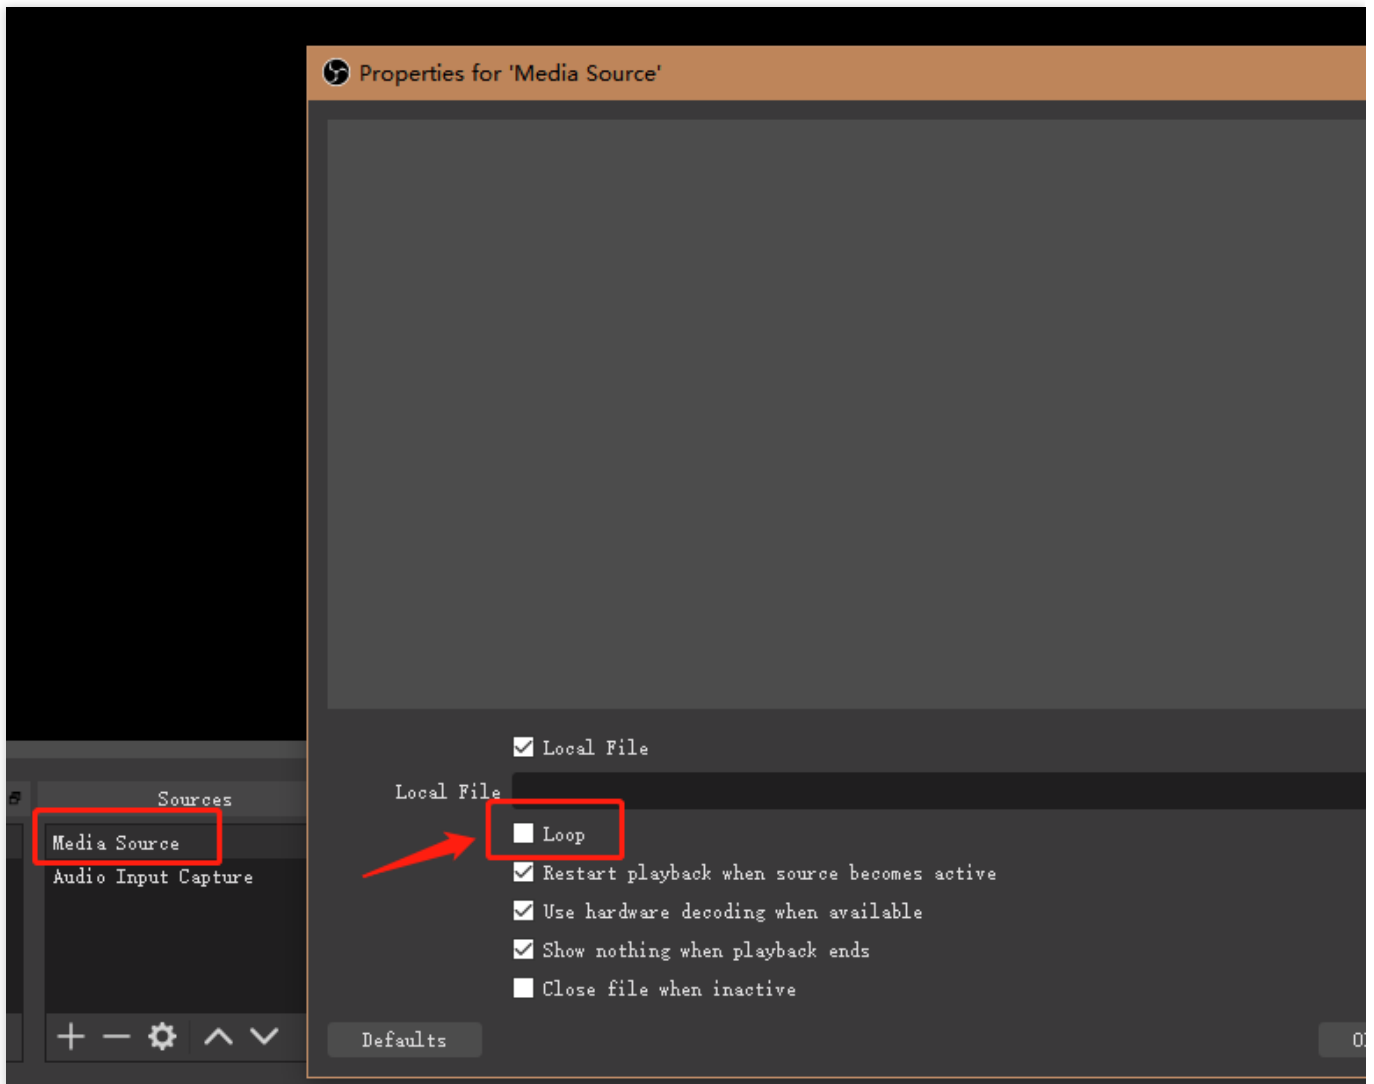 Properties for 'Media Source'
Local File
Local File
Loop
Restart playback when source becomes active
Use hardware decoding when available
Show nothing when playback ends
Close file when inactive
Defaults
Sources
Media Source
Audio Input Capture